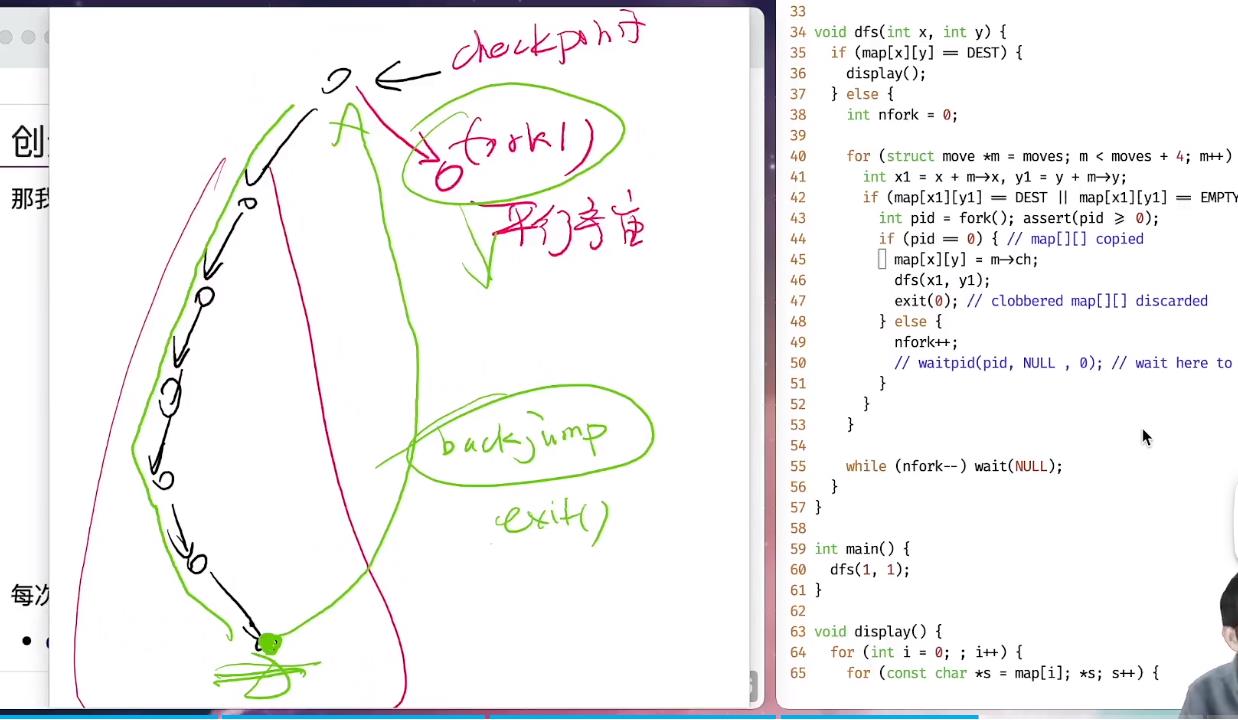 创
那我
每次
checkpoint
A
fork()
平行宇宙
backjump
exit()
33
34 void dfs(int x, int y) {
35   if (map[x][y] == DEST) {
36     display();
37   } else {
38     int nfork = 0;
39
40     for (struct move *m = moves; m < moves + 4; m++)
41       int x1 = x + m->x, y1 = y + m->y;
42       if (map[x1][y1] == DEST || map[x1][y1] == EMPTY
43         int pid = fork(); assert(pid >= 0);
44         if (pid == 0) { // map[][] copied
45           map[x][y] = m->ch;
46           dfs(x1, y1);
47           exit(0); // clobbered map[][] discarded
48         } else {
49           nfork++;
50           // waitpid(pid, NULL , 0); // wait here to
51         }
52       }
53     }
54
55     while (nfork--) wait(NULL);
56   }
57 }
58
59 int main() {
60   dfs(1, 1);
61 }
62
63 void display() {
64   for (int i = 0; ; i++) {
65     for (const char *s = map[i]; *s; s++) {